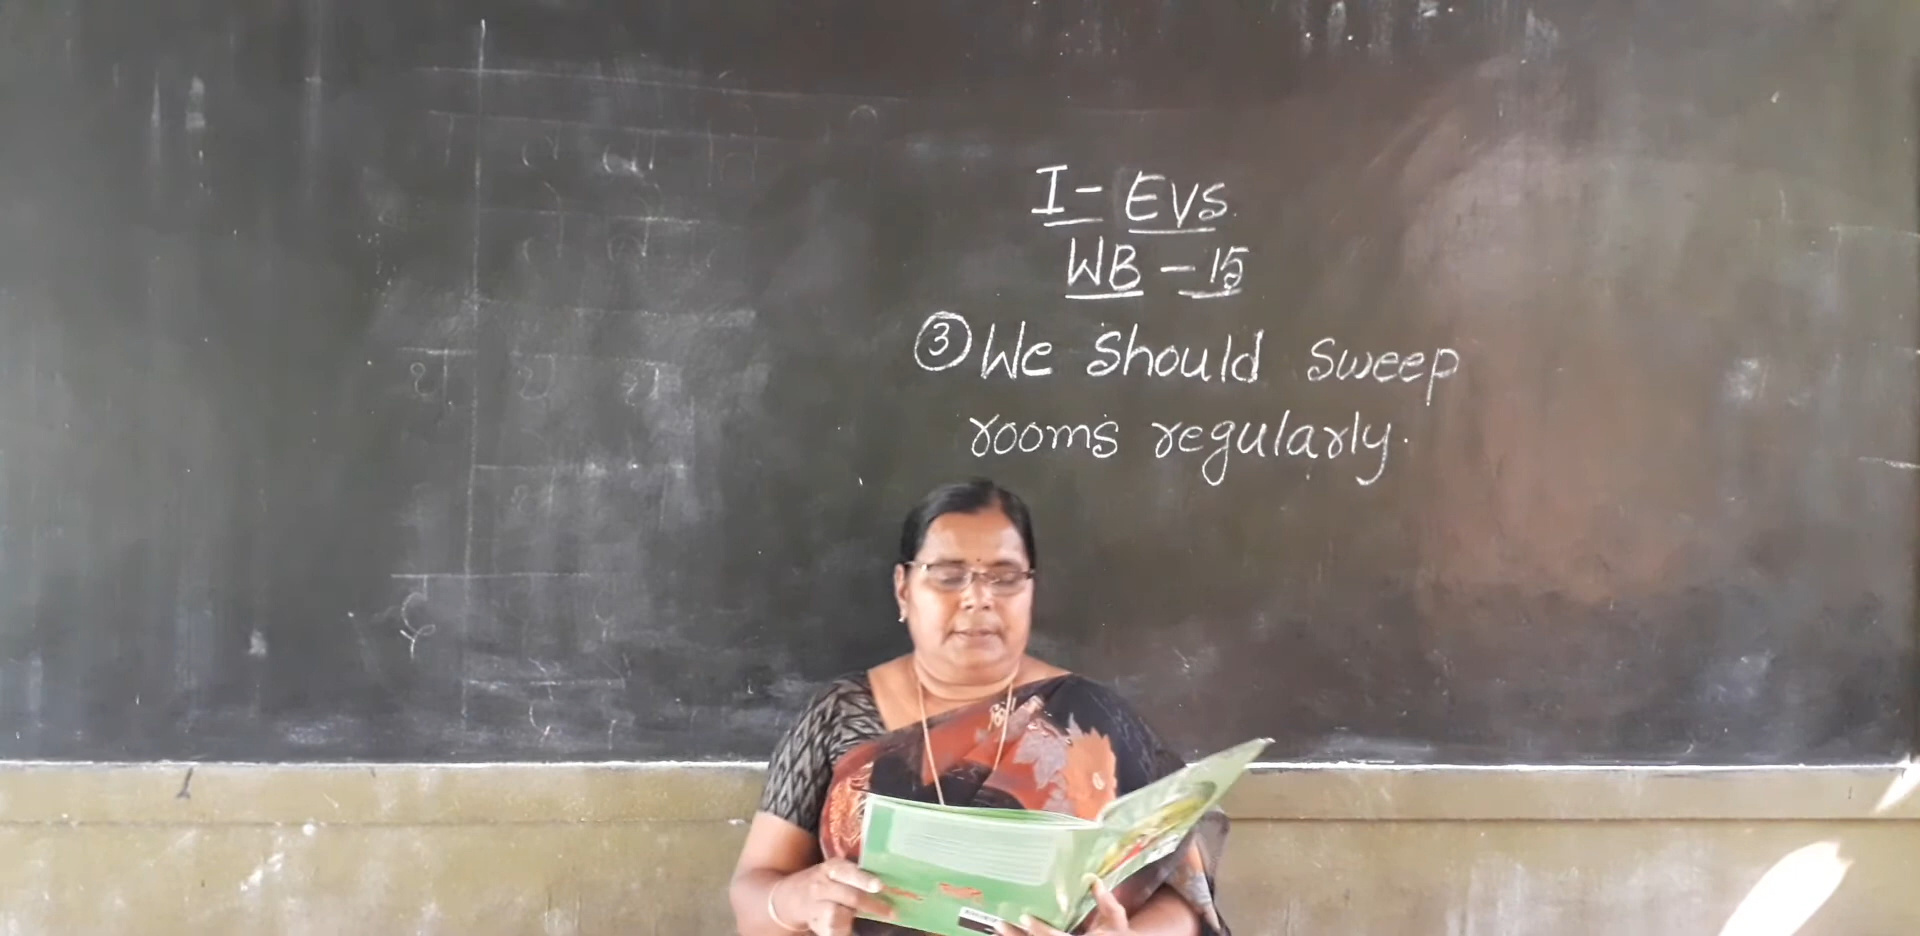 I - EVS.
WB - 15
③ We should sweep
rooms regularly.